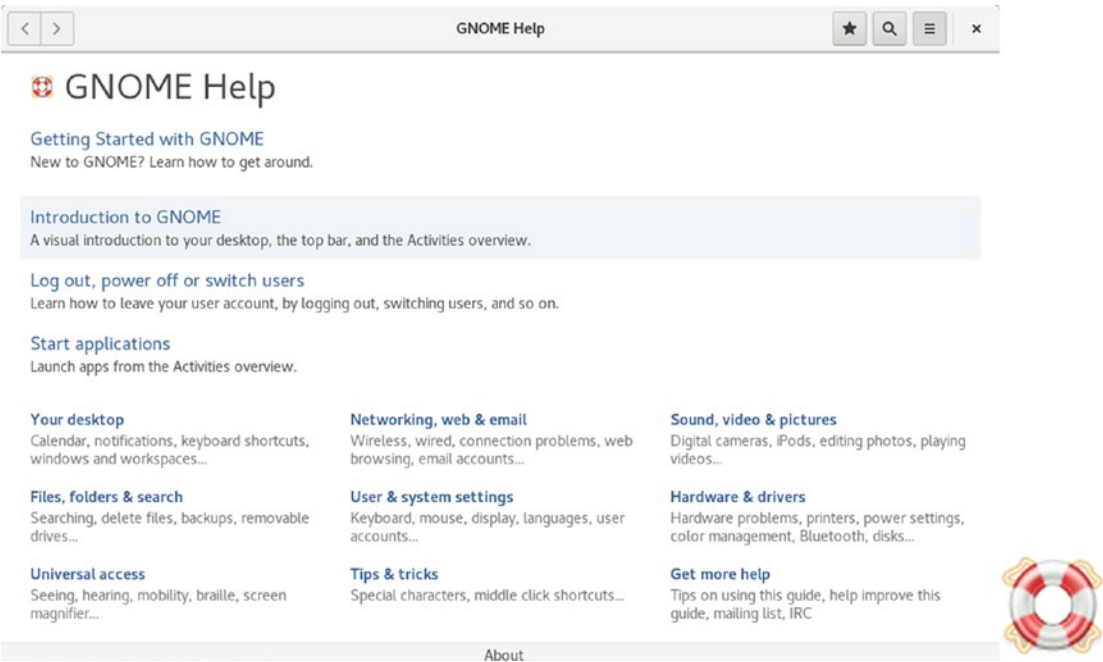 GNOME Help
GNOME Help
Getting Started with GNOME
New to GNOME? Learn how to get around.
Introduction to GNOME
A visual introduction to your desktop, the top bar, and the Activities overview.
Log out, power off or switch users
Learn how to leave your user account, by logging out, switching users, and so on.
Start applications
Launch apps from the Activities overview.
Your desktop
Calendar, notifications, keyboard shortcuts,
windows and workspaces...
Networking, web & email
Wireless, wired, connection problems, web
browsing, email accounts...
Sound, video & pictures
Digital cameras, iPods, editing photos, playing
videos...
Files, folders & search
Searching, delete files, backups, removable
drives...
User & system settings
Keyboard, mouse, display, languages, user
accounts...
Hardware & drivers
Hardware problems, printers, power settings,
color management, Bluetooth, disks...
Universal access
Seeing, hearing, mobility, braille, screen
magnifier...
Tips & tricks
Special characters, middle click shortcuts...
Get more help
Tips on using this guide, help improve this
guide, mailing list, IRC
About